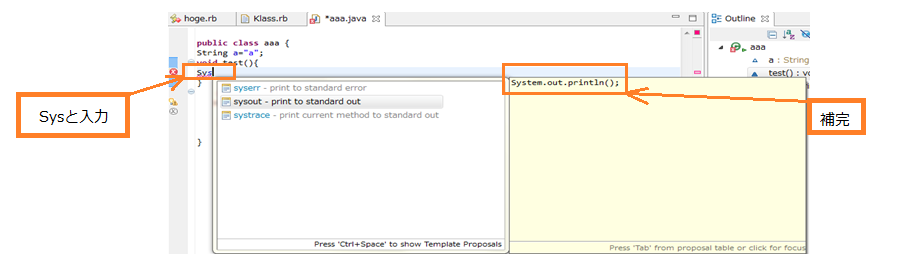 hoge.rb Klass.rb *aaa.java Outline
public class aaa {
String a="a";
void test(){
Sys
}
}
aaa
a : String
test() : vo
syserr - print to standard error
sysout - print to standard out
systrace - print current method to standard out
Press 'Ctrl+Space' to show Template Proposals
System.out.println();
Press 'Tab' from proposal table or click for focus
Sysと入力
補完